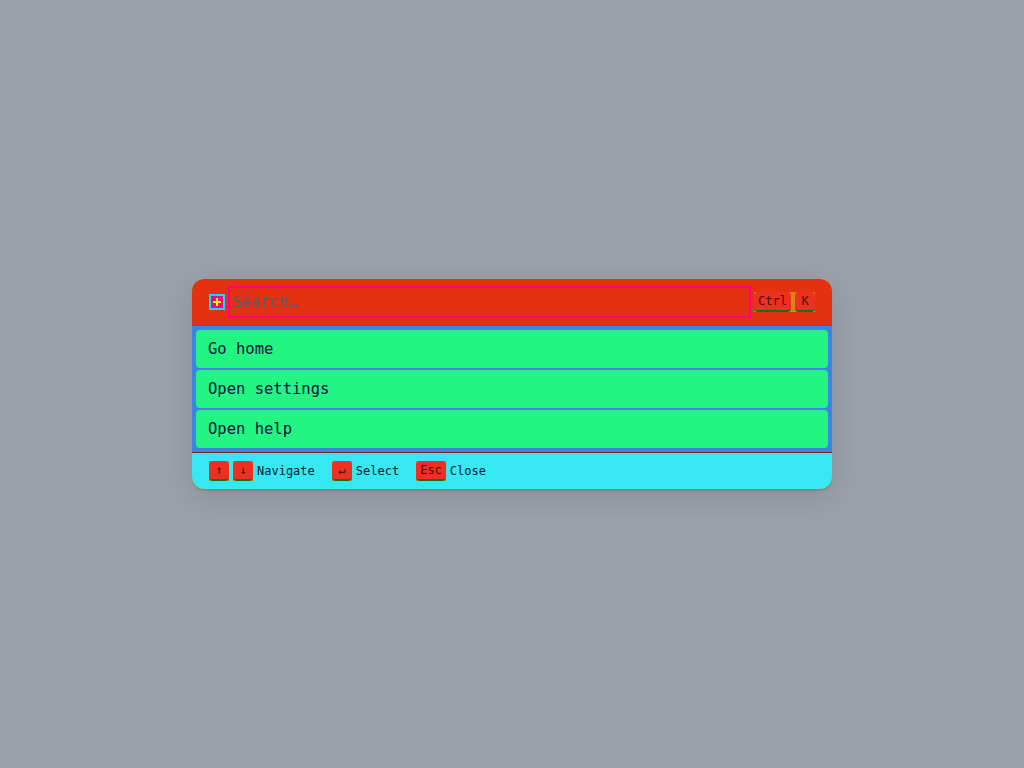 Search… Ctrl K
Go home
Open settings
Open help
↑ ↓ Navigate ↵ Select Esc Close